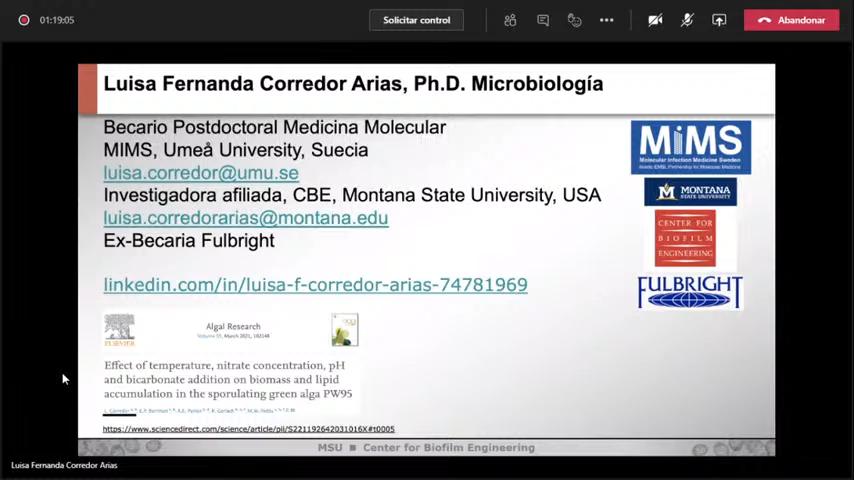 01:19:05
Solicitar control
Abandonar
Luisa Fernanda Corredor Arias, Ph.D. Microbiología
Becario Postdoctoral Medicina Molecular
MIMS, Umeå University, Suecia
luisa.corredor@umu.se
Investigadora afiliada, CBE, Montana State University, USA
luisa.corredorarias@montana.edu
Ex-Becaria Fulbright
linkedin.com/in/luisa-f-corredor-arias-74781969
MiMS
Molecular Infection Medicine Sweden
MONTANA
STATE UNIVERSITY
CENTER FOR
BIOFILM
ENGINEERING
FULBRIGHT
ELSEVIER
Algal Research
Volume 55, March 2021, 102148
Effect of temperature, nitrate concentration, pH
and bicarbonate addition on biomass and lipid
accumulation in the sporulating green alga PW95
https://www.sciencedirect.com/science/article/pii/S221192642031016X#t0005
MSU Center for Biofilm Engineering
Luisa Fernanda Corredor Arias